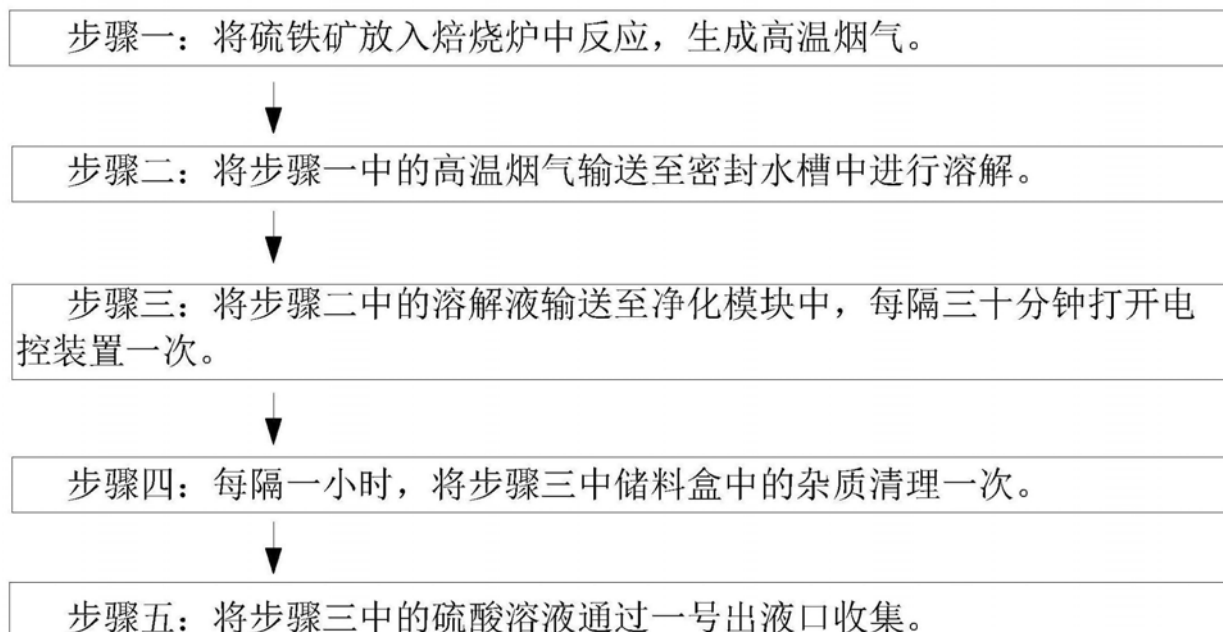 步骤一：将硫铁矿放入焙烧炉中反应，生成高温烟气。
步骤二：将步骤一中的高温烟气输送至密封水槽中进行溶解。
步骤三：将步骤二中的溶解液输送至净化模块中，每隔三十分钟打开电
控装置一次。
步骤四：每隔一小时，将步骤三中储料盒中的杂质清理一次。
步骤五：将步骤三中的硫酸溶液通过一号出液口收集。